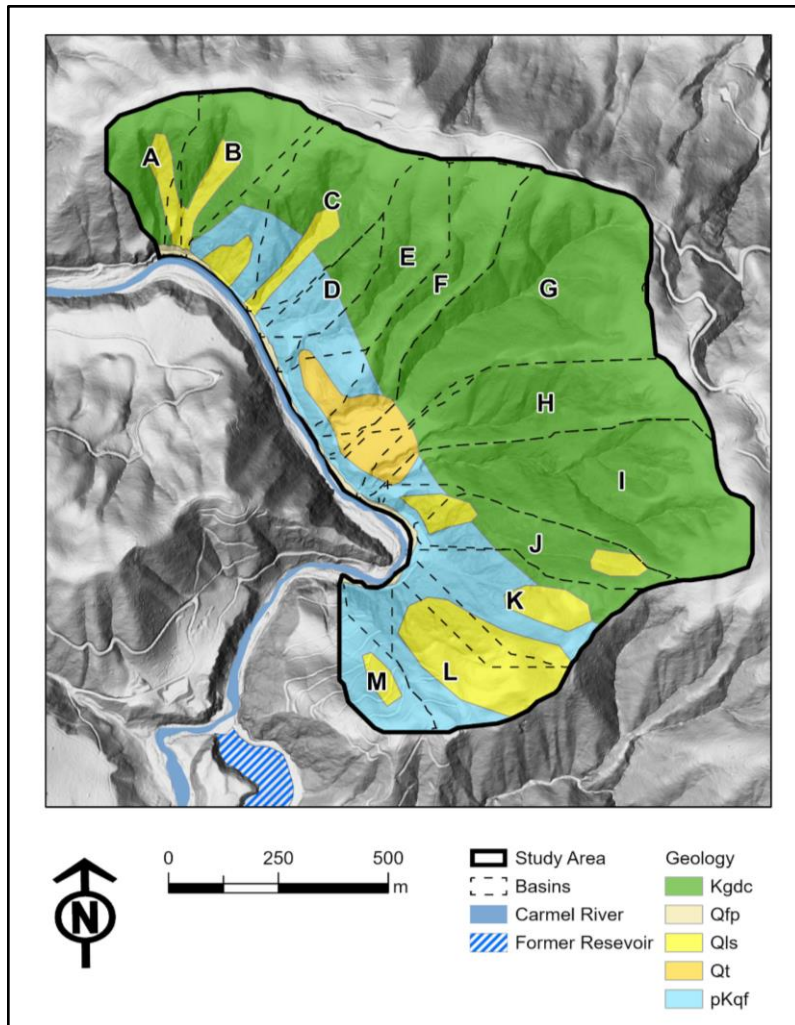 A
B
C
E
D
F
G
H
I
J
K
L
M
0 250 500
m
N
Study Area
Basins
Carmel River
Former Resevoir
Geology
Kgdc
Qfp
Qls
Qt
pKqf